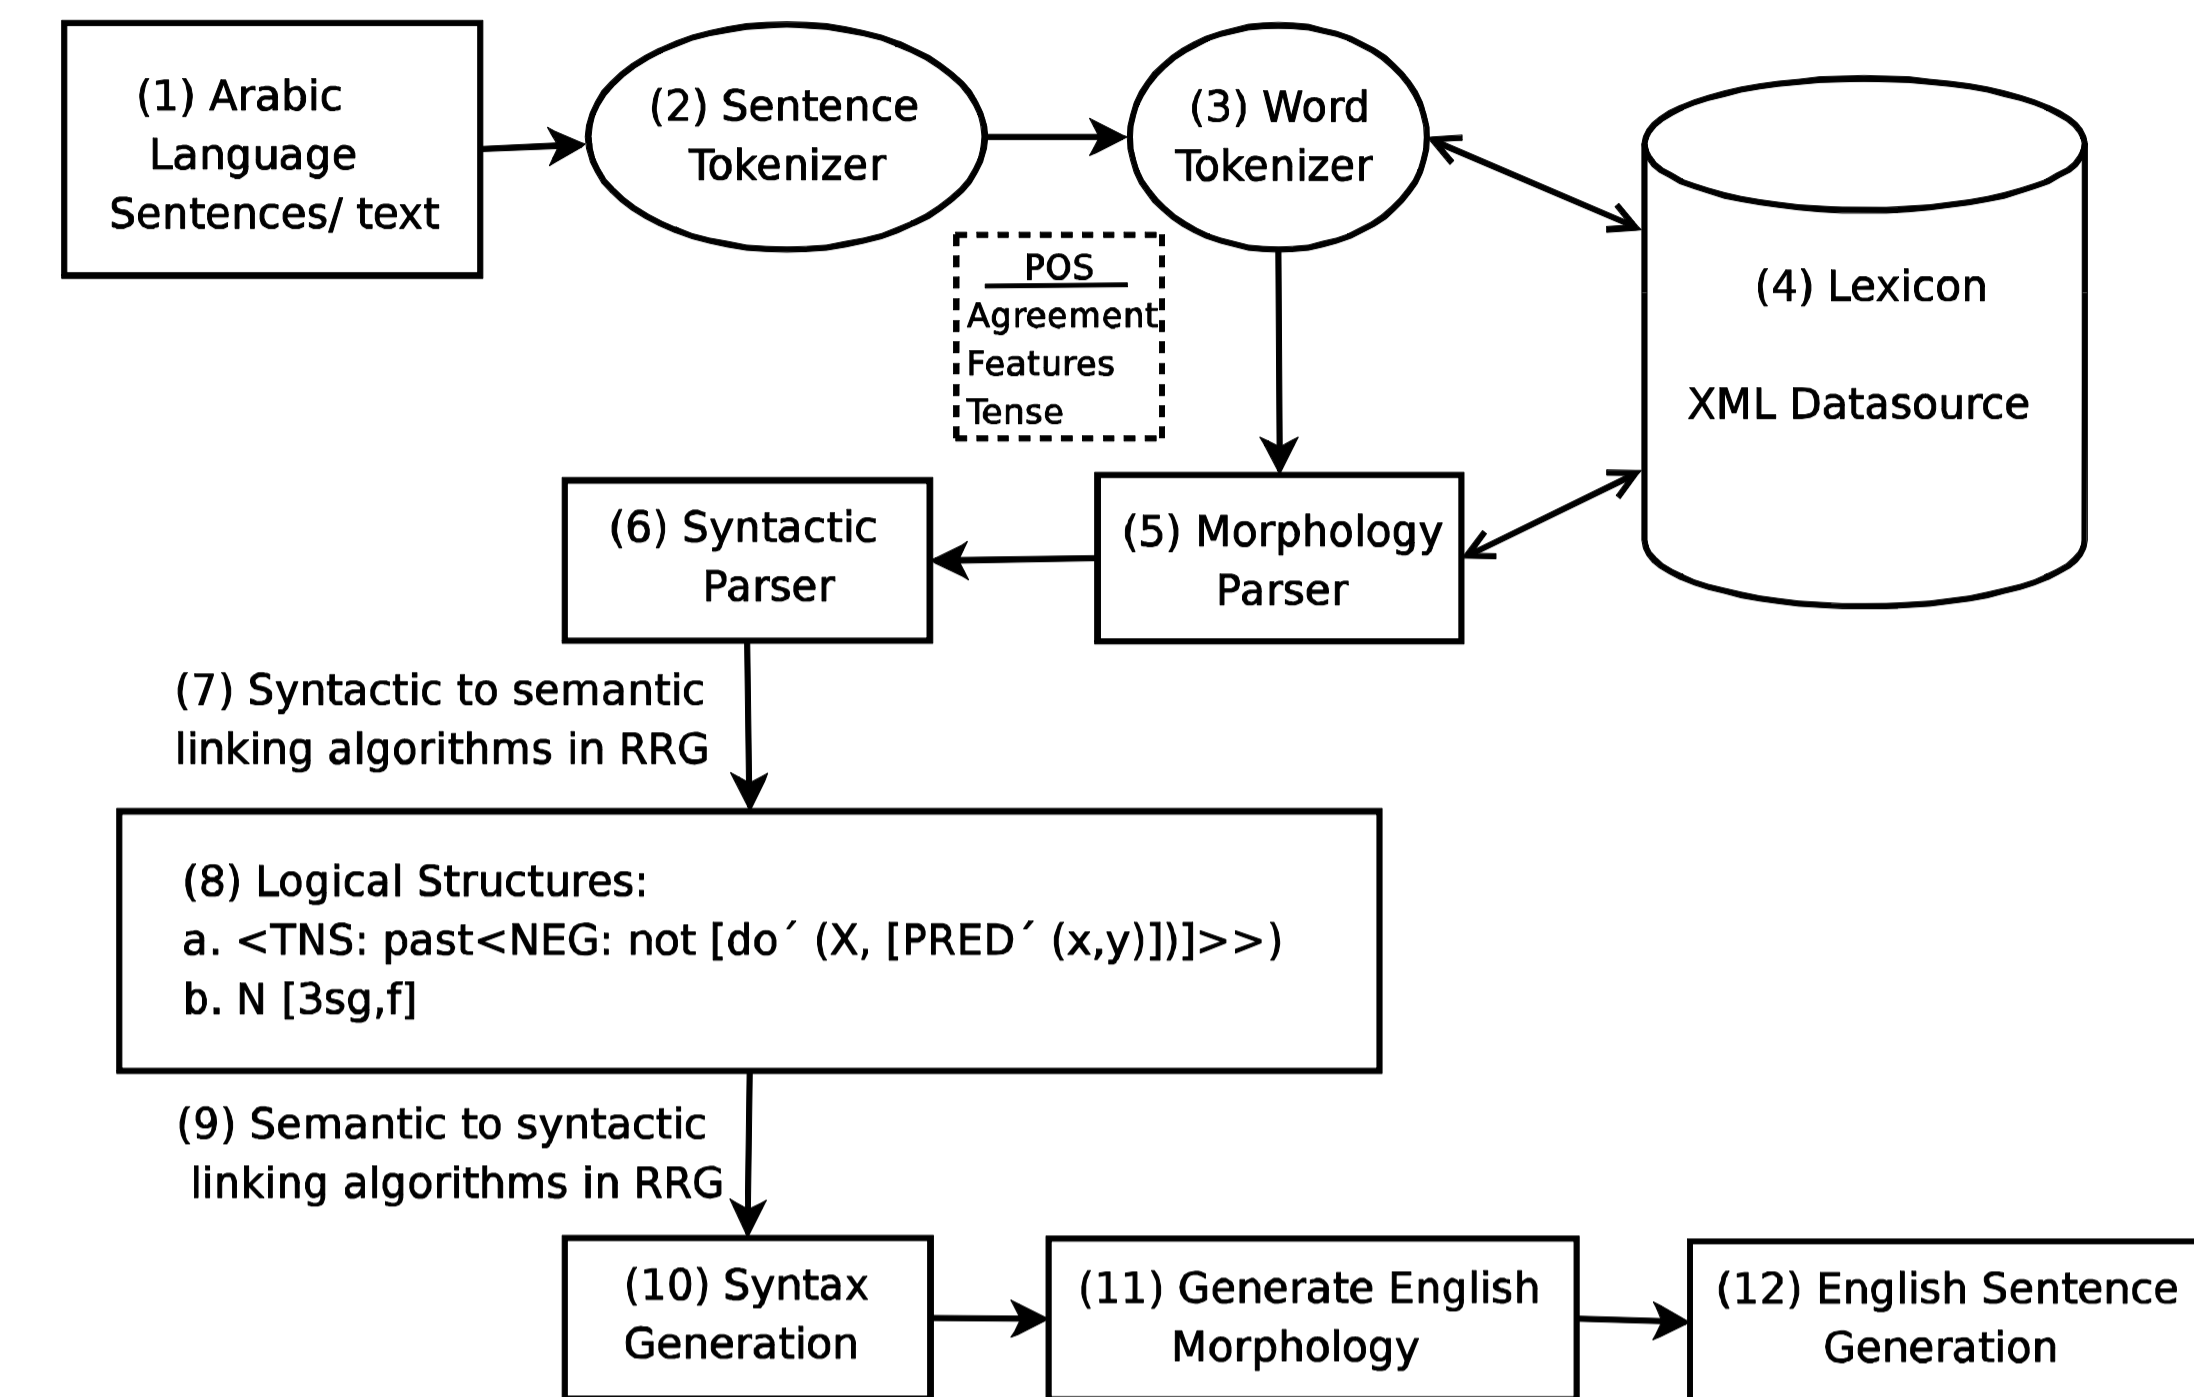 (1) Arabic
Language
Sentences/ text
(2) Sentence
Tokenizer
(3) Word
Tokenizer
(4) Lexicon
XML Datasource
POS
Agreement
Features
Tense
(5) Morphology
Parser
(6) Syntactic
Parser
(7) Syntactic to semantic
linking algorithms in RRG
(8) Logical Structures:
a. <TNS: past<NEG: not [do´ (X, [PRED´ (x,y)])]>>)
b. N [3sg,f]
(9) Semantic to syntactic
linking algorithms in RRG
(10) Syntax
Generation
(11) Generate English
Morphology
(12) English Sentence
Generation